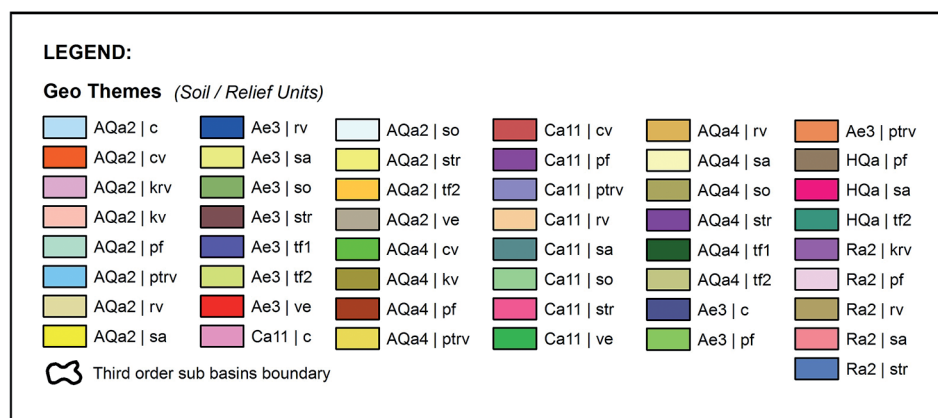 LEGEND:
Geo Themes (Soil / Relief Units)
AQa2 | c
AQa2 | cv
AQa2 | krv
AQa2 | kv
AQa2 | pf
AQa2 | ptrv
AQa2 | rv
AQa2 | sa
Ae3 | rv
Ae3 | sa
Ae3 | so
Ae3 | str
Ae3 | tf1
Ae3 | tf2
Ae3 | ve
Ca11 | c
AQa2 | so
AQa2 | str
AQa2 | tf2
AQa2 | ve
AQa4 | cv
AQa4 | kv
AQa4 | pf
AQa4 | ptrv
Ca11 | cv
Ca11 | pf
Ca11 | ptrv
Ca11 | rv
Ca11 | sa
Ca11 | so
Ca11 | str
Ca11 | ve
AQa4 | rv
AQa4 | sa
AQa4 | so
AQa4 | str
AQa4 | tf1
AQa4 | tf2
Ae3 | c
Ae3 | pf
Ae3 | ptrv
HQa | pf
HQa | sa
HQa | tf2
Ra2 | krv
Ra2 | pf
Ra2 | rv
Ra2 | sa
Ra2 | str
Third order sub basins boundary